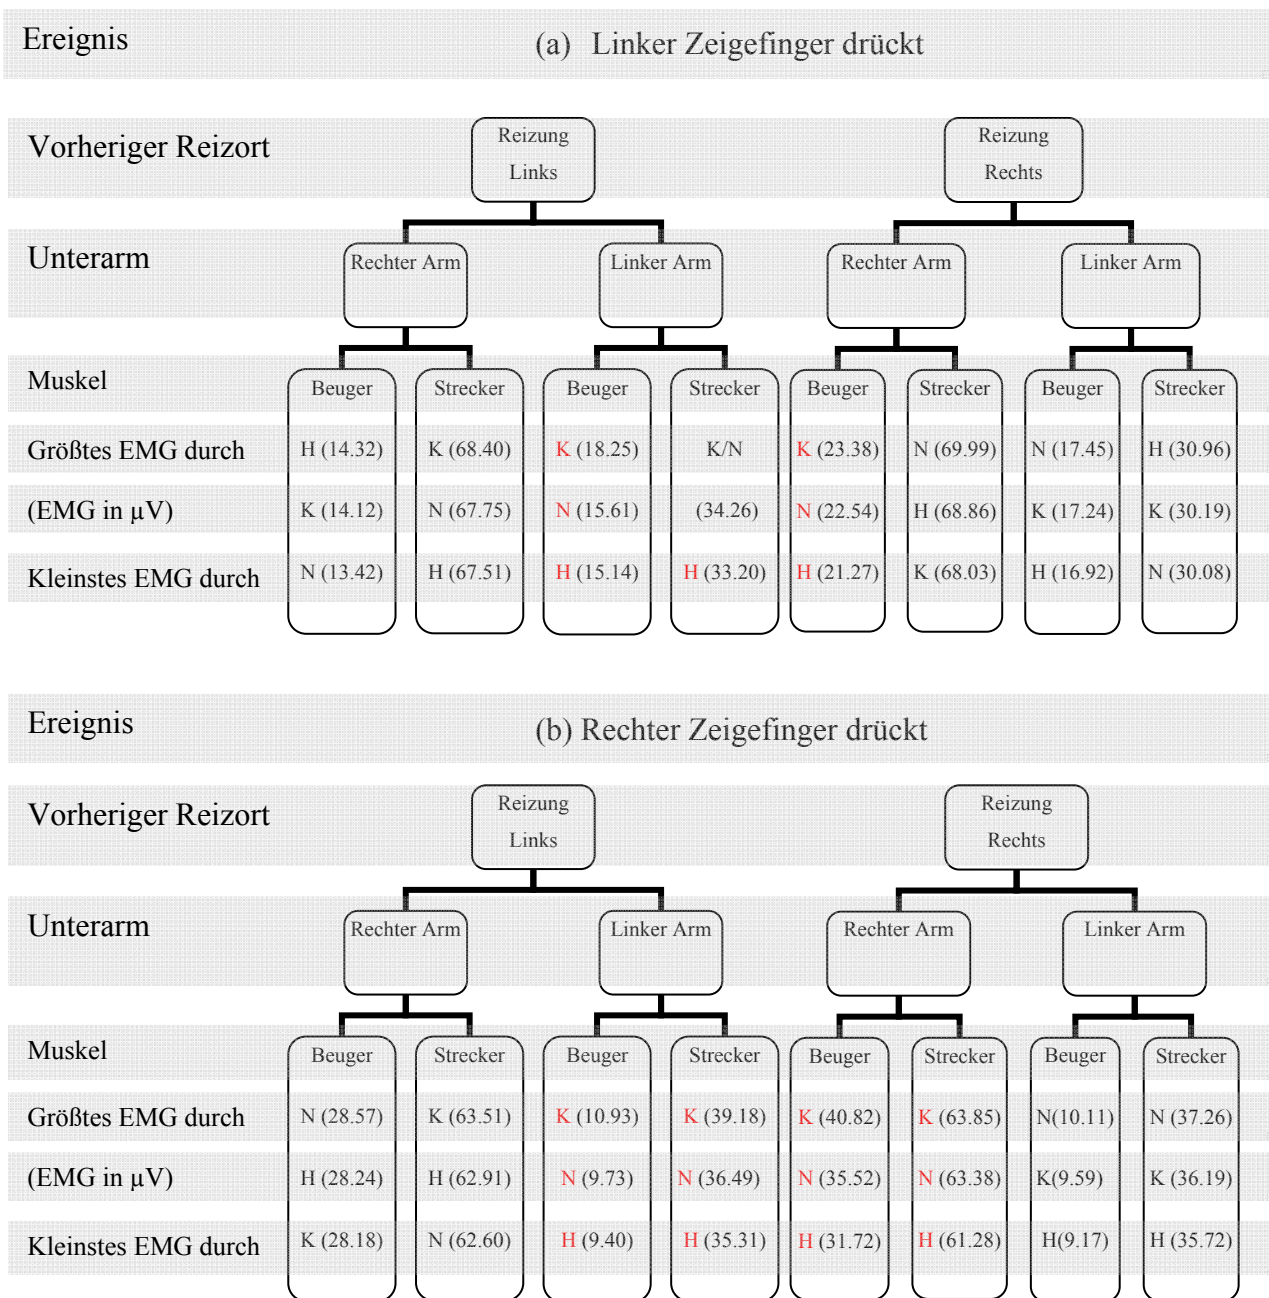 Ereignis (a) Linker Zeigefinger drückt
Vorheriger Reizort Reizung Links Reizung Rechts
Unterarm Rechter Arm Linker Arm Rechter Arm Linker Arm
Muskel Beuger Strecker Beuger Strecker Beuger Strecker Beuger Strecker
Größtes EMG durch H (14.32) K (68.40) K (18.25) K/N K (23.38) N (69.99) N (17.45) H (30.96)
(EMG in µV) K (14.12) N (67.75) N (15.61) (34.26) N (22.54) H (68.86) K (17.24) K (30.19)
Kleinstes EMG durch N (13.42) H (67.51) H (15.14) H (33.20) H (21.27) K (68.03) H (16.92) N (30.08)
Ereignis (b) Rechter Zeigefinger drückt
Vorheriger Reizort Reizung Links Reizung Rechts
Unterarm Rechter Arm Linker Arm Rechter Arm Linker Arm
Muskel Beuger Strecker Beuger Strecker Beuger Strecker Beuger Strecker
Größtes EMG durch N (28.57) K (63.51) K (10.93) K (39.18) K (40.82) K (63.85) N(10.11) N (37.26)
(EMG in µV) H (28.24) H (62.91) N (9.73) N (36.49) N (35.52) N (63.38) K(9.59) K (36.19)
Kleinstes EMG durch K (28.18) N (62.60) H (9.40) H (35.31) H (31.72) H (61.28) H(9.17) H (35.72)